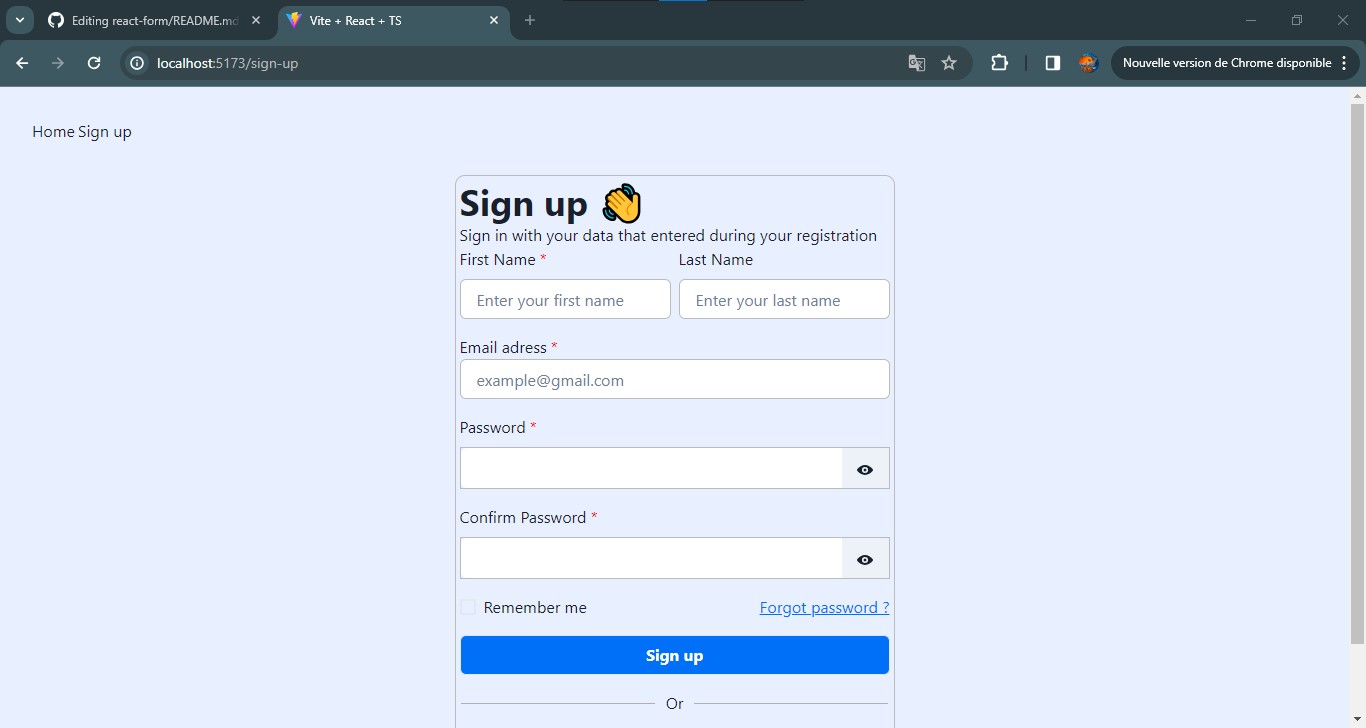 Editing react-form/README.md
Vite + React + TS
localhost:5173/sign-up
Nouvelle version de Chrome disponible
Home Sign up
Sign up 👋
Sign in with your data that entered during your registration
First Name * Last Name
Enter your first name Enter your last name
Email adress *
example@gmail.com
Password *
Confirm Password *
Remember me Forgot password ?
Sign up
Or